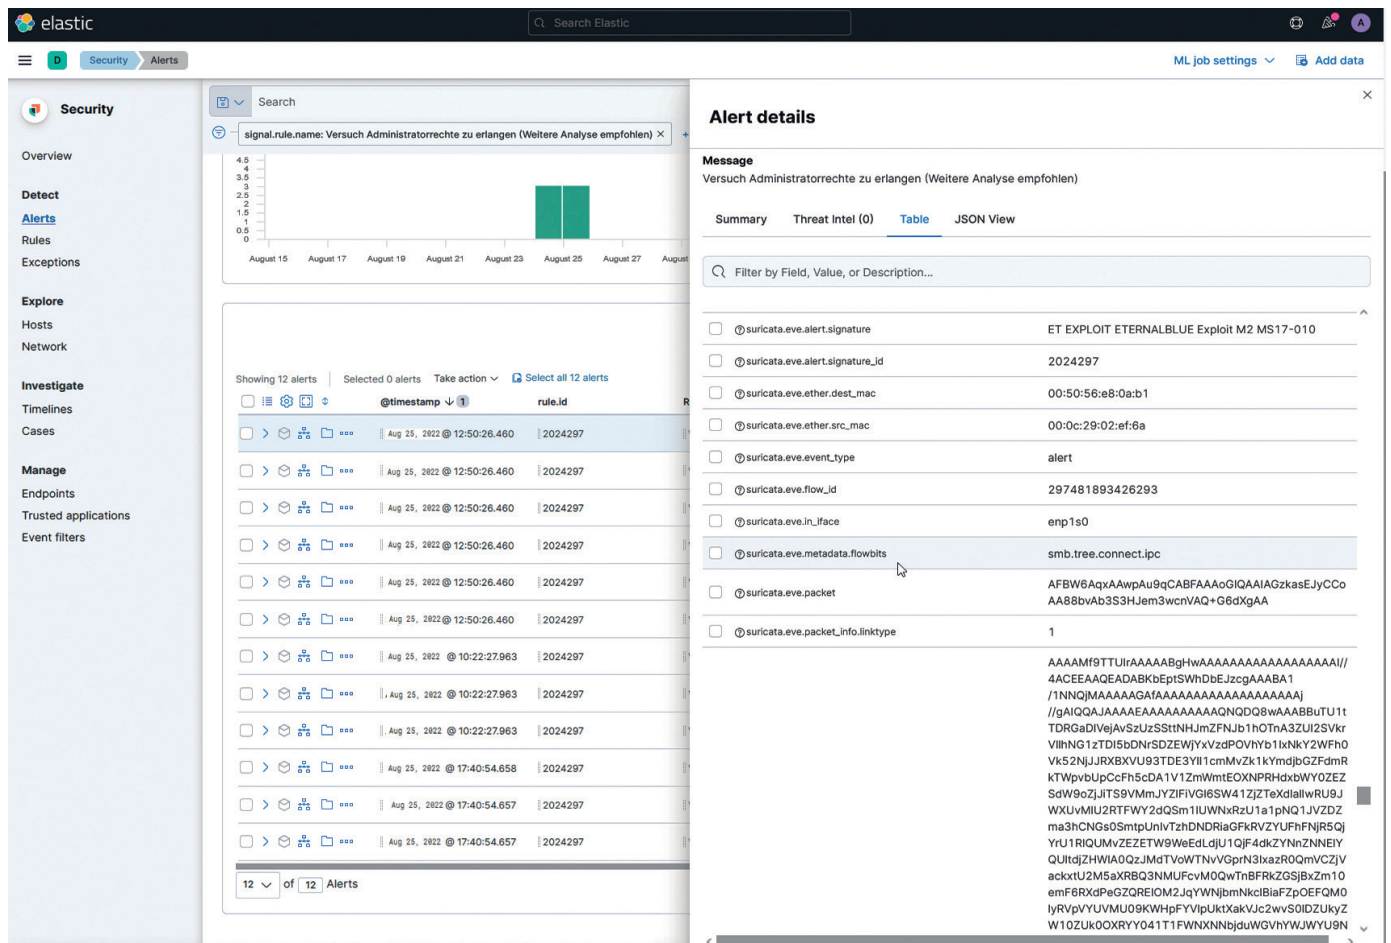 elastic
Search Elastic
A
D
Security
Alerts
ML job settings
Add data
Security
Overview
Detect
Alerts
Rules
Exceptions
Explore
Hosts
Network
Investigate
Timelines
Cases
Manage
Endpoints
Trusted applications
Event filters
Search
signal.rule.name: Versuch Administratorrechte zu erlangen (Weitere Analyse empfohlen) ×
4.5
4
3.5
3
2.5
2
1.5
1
0.5
0
August 15 August 17 August 19 August 21 August 23 August 25 August 27 August
Showing 12 alerts Selected 0 alerts Take action Select all 12 alerts
@timestamp 1 rule.id R
Aug 25, 2022 @ 12:50:26.460 2024297
Aug 25, 2022 @ 12:50:26.460 2024297
Aug 25, 2022 @ 12:50:26.460 2024297
Aug 25, 2022 @ 12:50:26.460 2024297
Aug 25, 2022 @ 12:50:26.460 2024297
Aug 25, 2022 @ 12:50:26.460 2024297
Aug 25, 2022 @ 10:22:27.963 2024297
Aug 25, 2022 @ 10:22:27.963 2024297
Aug 25, 2022 @ 10:22:27.963 2024297
Aug 25, 2022 @ 17:40:54.658 2024297
Aug 25, 2022 @ 17:40:54.657 2024297
Aug 25, 2022 @ 17:40:54.657 2024297
12 of 12 Alerts
Alert details
Message
Versuch Administratorrechte zu erlangen (Weitere Analyse empfohlen)
Summary Threat Intel (0) Table JSON View
Filter by Field, Value, or Description...
suricata.eve.alert.signature ET EXPLOIT ETERNALBLUE Exploit M2 MS17-010
suricata.eve.alert.signature_id 2024297
suricata.eve.ether.dest_mac 00:50:56:e8:0a:b1
suricata.eve.ether.src_mac 00:0c:29:02:ef:6a
suricata.eve.event_type alert
suricata.eve.flow_id 297481893426293
suricata.eve.in_iface enp1s0
suricata.eve.metadata.flowbits smb.tree.connect.ipc
suricata.eve.packet
AFBW6AqxAAwpAu9qCABFAAAoGIQAAIAGzkasEJyCCo
AA88bvAb3S3HJem3wcnVAQ+G6dXgAA
suricata.eve.packet_info.linktype 1